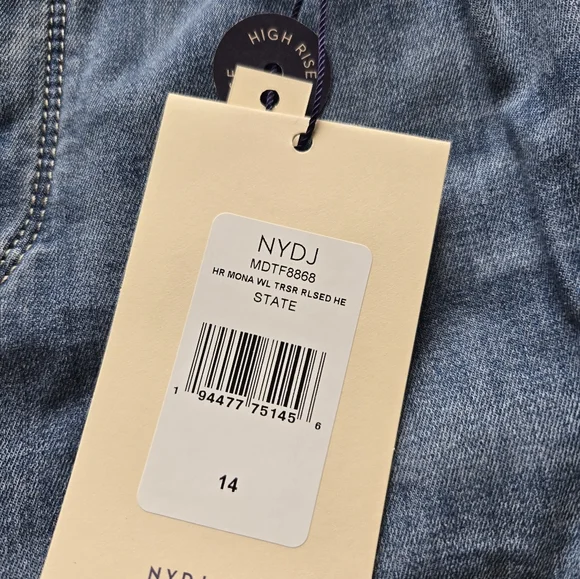 HIGH RISE
NYDJ
MDTF8868
HR MONA WL TRSR RLSED HE
STATE
1 94477 75145 6
14
NYDJ